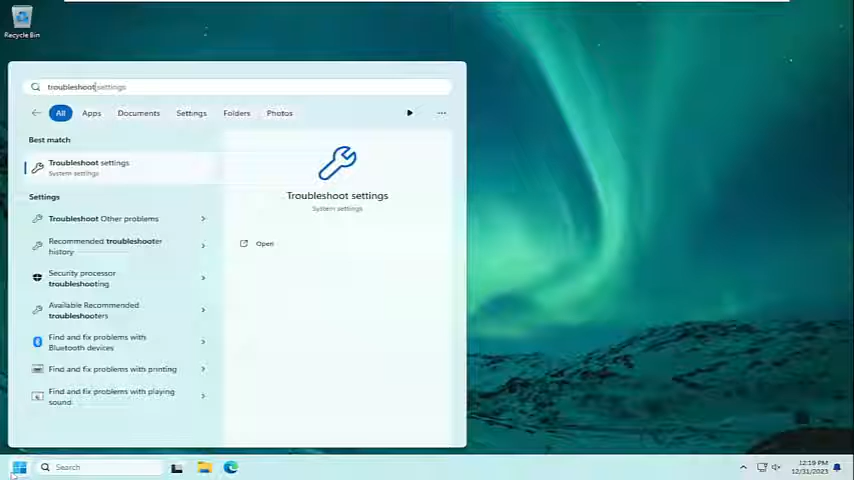 Recycle Bin
troubleshoot settings
All Apps Documents Settings Folders Photos
Best match
Troubleshoot settings
System settings
Settings
Troubleshoot Other problems
Recommended troubleshooter
history
Security processor
troubleshooting
Available Recommended
troubleshooters
Find and fix problems with
Bluetooth devices
Find and fix problems with printing
Find and fix problems with playing
sound
Troubleshoot settings
System settings
Open
Search
12:19 PM
12/31/2023